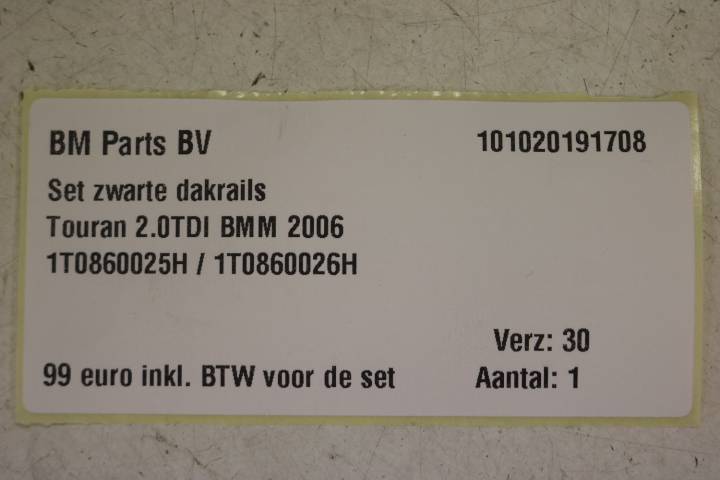 BM Parts BV 101020191708
Set zwarte dakrails
Touran 2.0TDI BMM 2006
1T0860025H / 1T0860026H
Verz: 30
99 euro inkl. BTW voor de set Aantal: 1